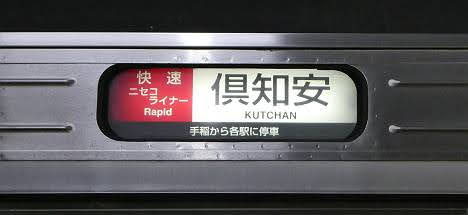 快速
ニセコ
ライナー
Rapid
倶知安
KUTCHAN
手稲から各駅に停車